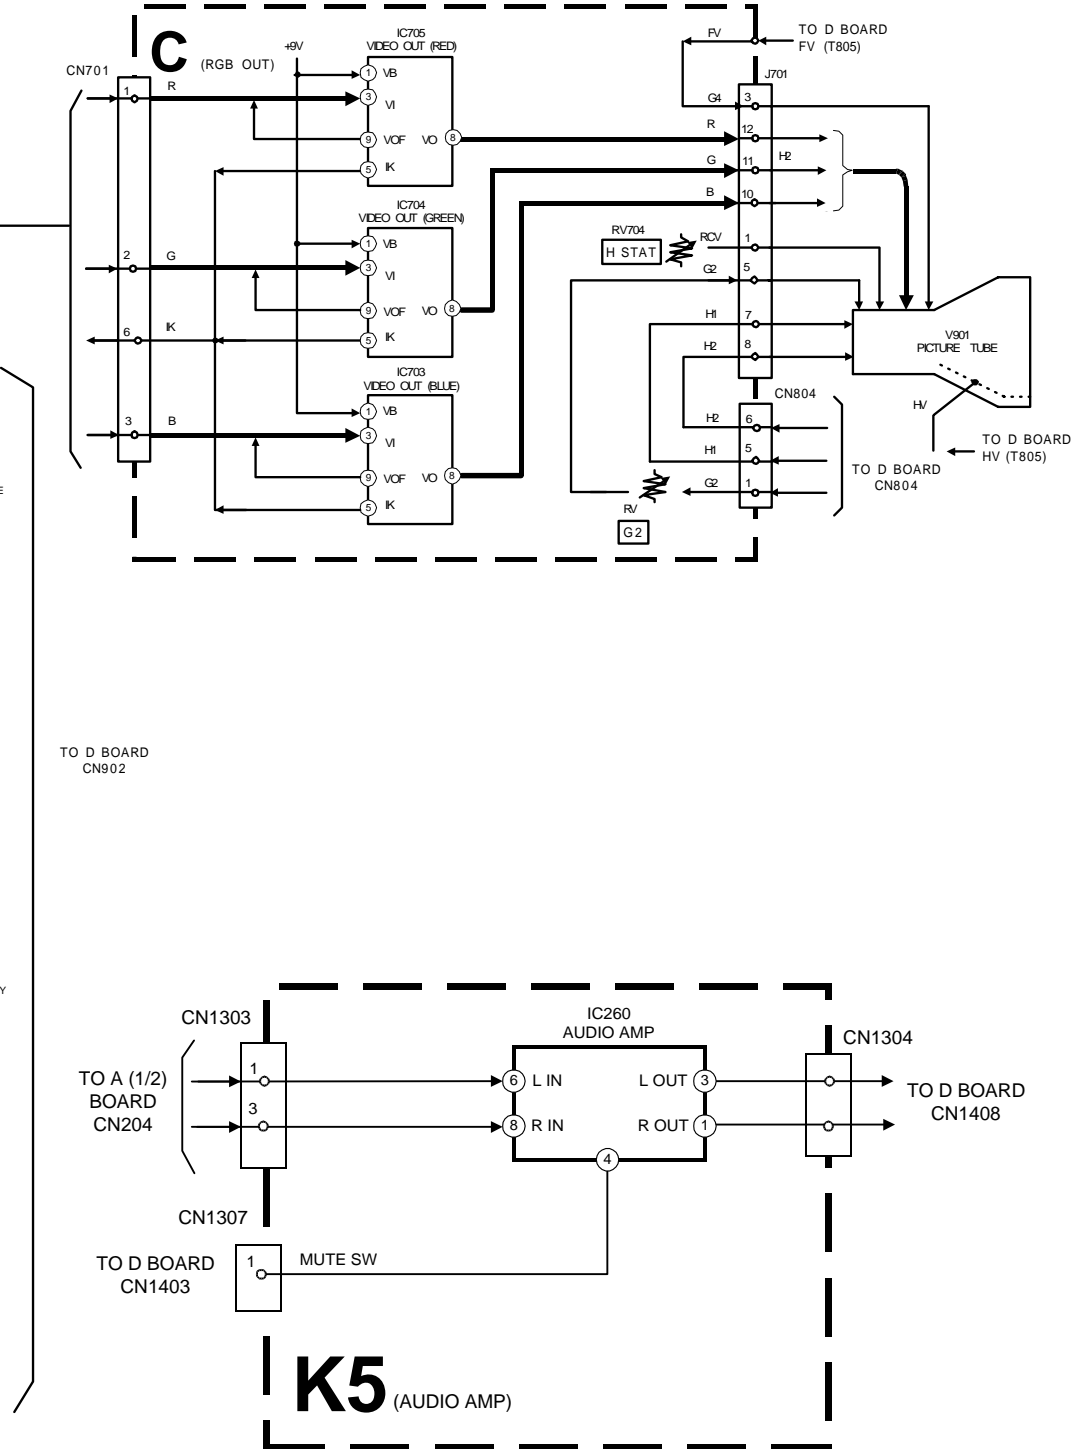 C (RGB OUT)
CN701
+9V
IC705
VIDEO OUT (RED)
1 VB
3 VI
9 VOF VO 8
5 IK
1 R
FV
TO D BOARD
FV (T805)
J701
G4 3
R 12
G 11 H2
B 10
IC704
VIDEO OUT (GREEN)
1 VB
3 VI
9 VOF VO 8
5 IK
2 G
6 IK
RV704
H STAT
RCV 1
G2 5
H1 7
H2 8
V901
PICTURE TUBE
HV
TO D BOARD
HV (T805)
IC703
VIDEO OUT (BLUE)
1 VB
3 VI
9 VOF VO 8
5 IK
3 B
CN804
H2 6
H1 5
G2 1
TO D BOARD
CN804
RV
G2
E
TO D BOARD
CN902
Y
CN1303
TO A (1/2)
BOARD
CN204
1
3
IC260
AUDIO AMP
6 L IN L OUT 3
8 R IN R OUT 1
4
CN1304
TO D BOARD
CN1408
CN1307
TO D BOARD
CN1403
1 MUTE SW
K5 (AUDIO AMP)